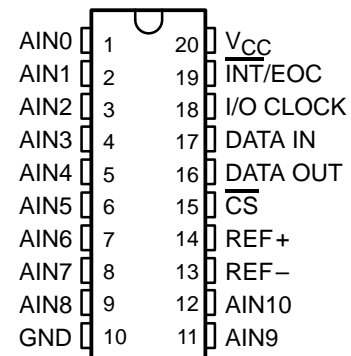 AIN0 1 20 VCC
AIN1 2 19 INT/EOC
AIN2 3 18 I/O CLOCK
AIN3 4 17 DATA IN
AIN4 5 16 DATA OUT
AIN5 6 15 CS
AIN6 7 14 REF+
AIN7 8 13 REF–
AIN8 9 12 AIN10
GND 10 11 AIN9